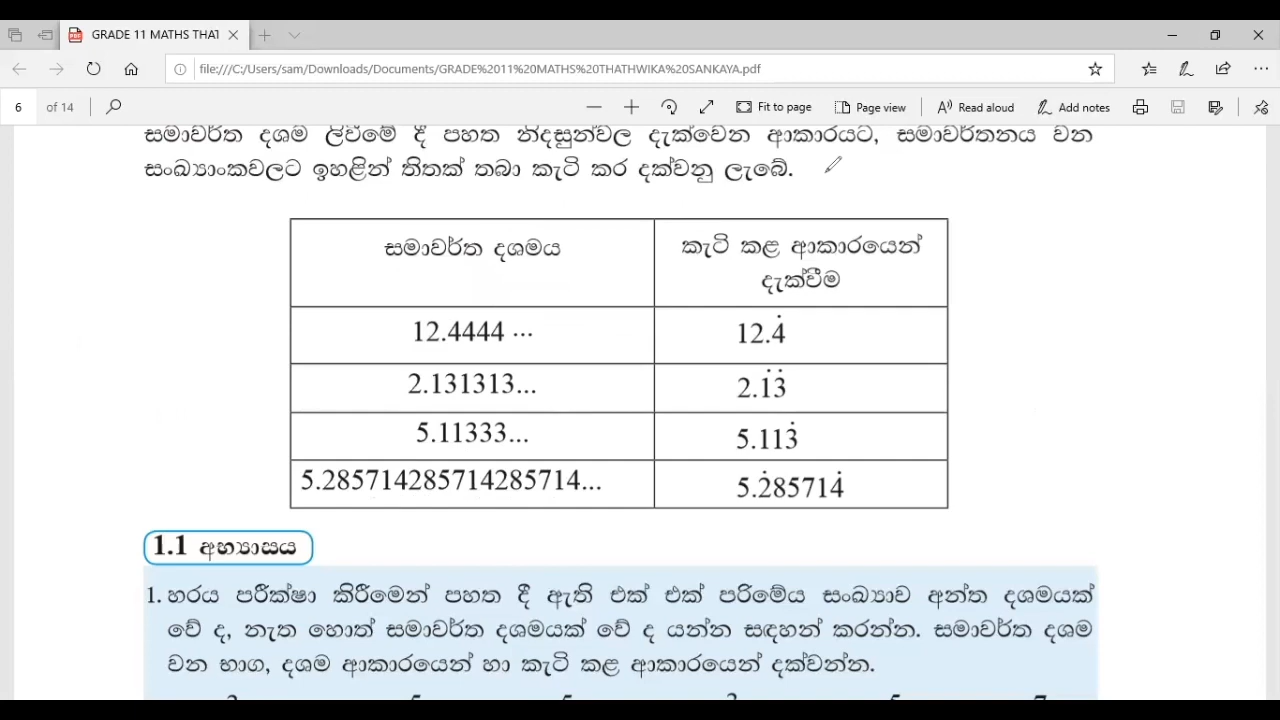 GRADE 11 MATHS THAT
file:///C:/Users/sam/Downloads/Documents/GRADE%2011%20MATHS%20THATHWIKA%20SANKAYA.pdf
6 of 14 Fit to page Page view Read aloud Add notes
සමාවර්ත දශම ලිවීමේ දී පහත නිදසුන්වල දැක්වෙන ආකාරයට, සමාවර්තනය වන
සංඛ්‍යාංකවලට ඉහළින් තිතක් තබා කැටි කර දක්වනු ලැබේ.
සමාවර්ත දශමය
කැටි කළ ආකාරයෙන්
දැක්වීම
12.4444 ... 12.4̇
2.131313... 2.1̇3̇
5.11333... 5.113̇
5.285714285714285714... 5.2̇85714̇
1.1 අභ්‍යාසය
1. හරය පරීක්ෂා කිරීමෙන් පහත දී ඇති එක් එක් පරිමේය සංඛ්‍යාව අන්ත දශමයක්
වේ ද, නැත හොත් සමාවර්ත දශමයක් වේ ද යන්න සඳහන් කරන්න. සමාවර්ත දශම
වන භාග, දශම ආකාරයෙන් හා කැටි කළ ආකාරයෙන් දක්වන්න.